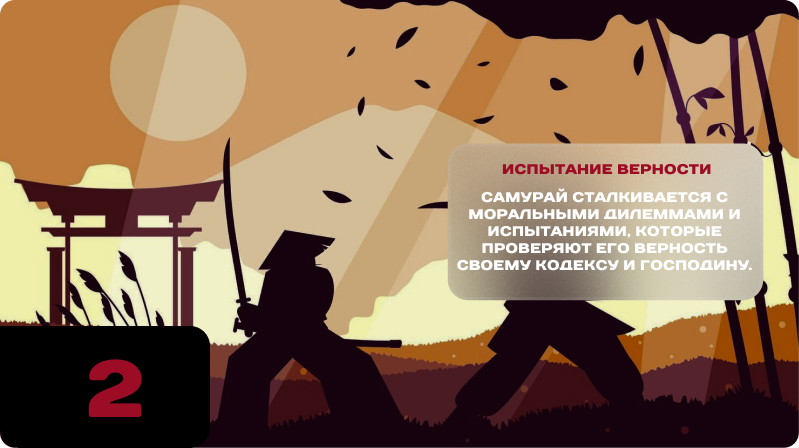 ИСПЫТАНИЕ ВЕРНОСТИ
САМУРАЙ СТАЛКИВАЕТСЯ С
МОРАЛЬНЫМИ ДИЛЕММАМИ И
ИСПЫТАНИЯМИ, КОТОРЫЕ
ПРОВЕРЯЮТ ЕГО ВЕРНОСТЬ
СВОЕМУ КОДЕКСУ И ГОСПОДИНУ.
2